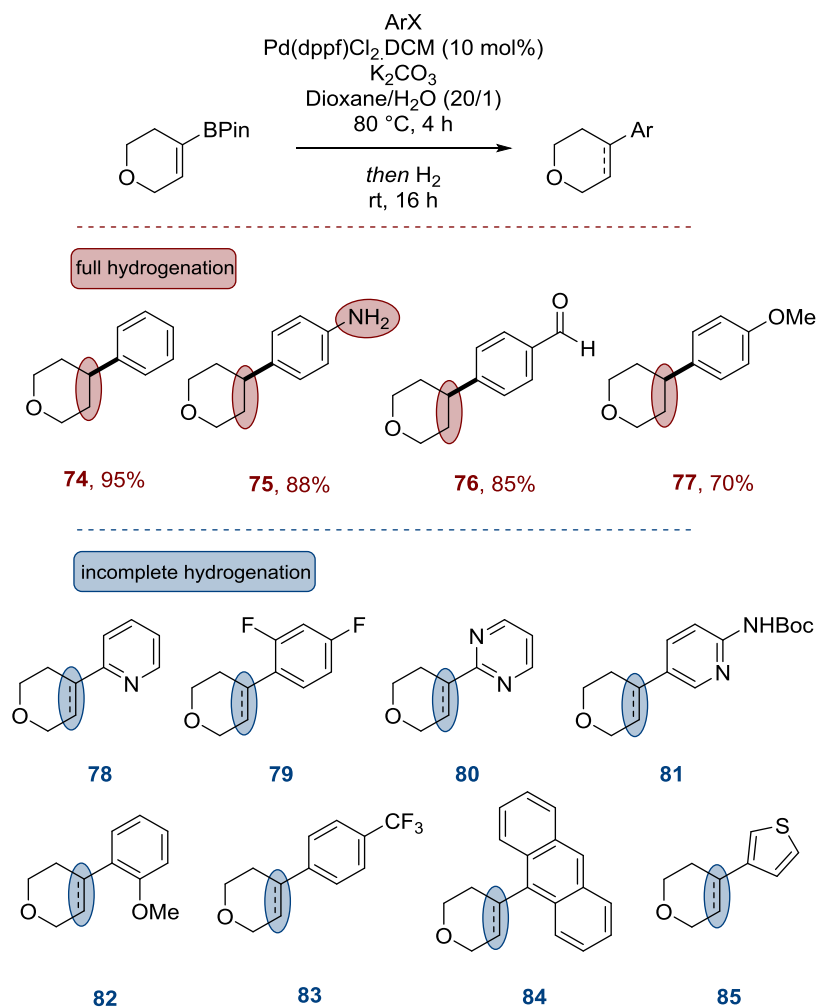 ArX
Pd(dppf)Cl2.DCM (10 mol%)
K2CO3
Dioxane/H2O (20/1)
80 °C, 4 h
then H2
rt, 16 h
BPin
O
Ar
O
full hydrogenation
O
O
NH2
O
O
H
O
OMe
O
74, 95%
75, 88%
76, 85%
77, 70%
incomplete hydrogenation
N
O
F
F
O
N
N
O
NHBoc
N
O
78
79
80
81
OMe
O
CF3
O
O
S
O
82
83
84
85